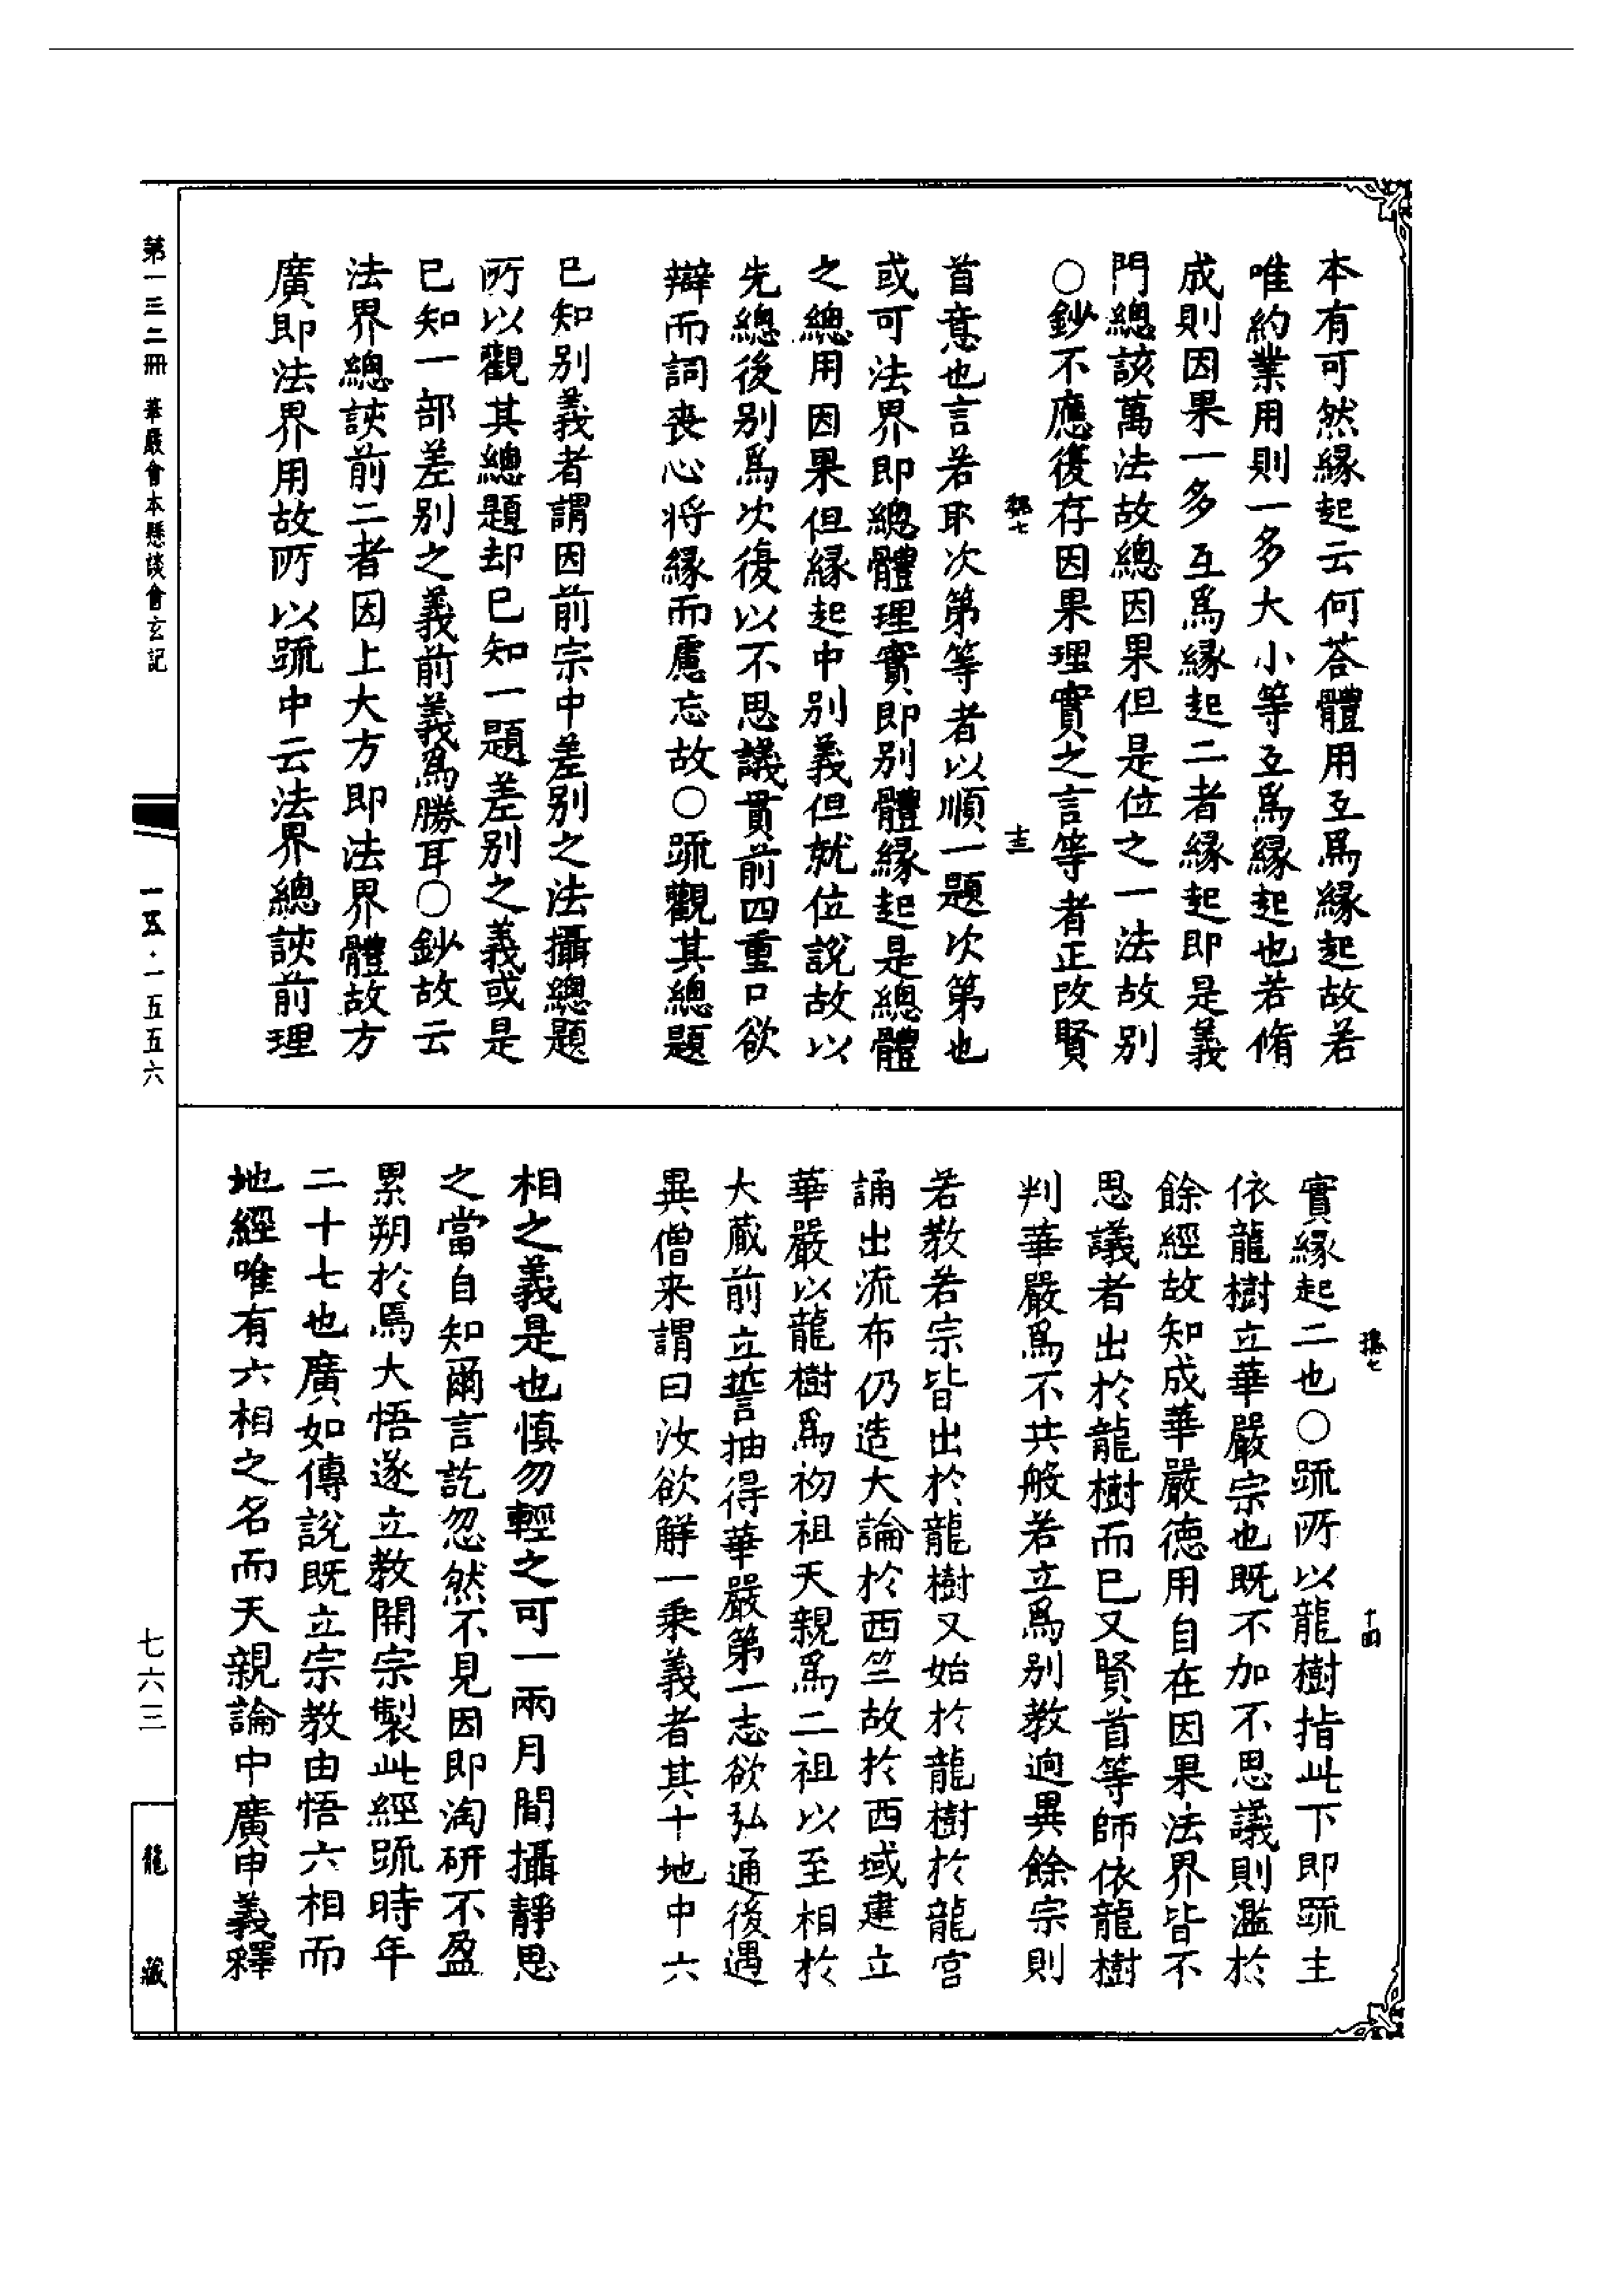 本有可然縁起云何荅體用互爲縁起故若
唯約業用則一多大小等互爲縁起也若脩
成則因果一多互爲縁起二者縁起即是義
門總該萬法故總因果但是位之一法故別
○鈔不應復存因果理實之言等者正改賢
首意也言若取次第等者以順一題次第也
或可法界即總體理實即別體縁起是總體
之總用因果但縁起中別義但就位說故以
先總後別爲次復以不思議貫前四重口欲
辯而詞喪心將縁而慮忘故○䟽觀其總題
已知別義者謂因前宗中差別之法攝總題
所以觀其總題却已知一題差別之義或是
已知一部差別之義前義爲勝耳○鈔故云
法界總該前二者因上大方即法界體故方
廣即法界用故所以䟽中云法界總該前理
十三
實縁起二也○䟽所以龍樹指此下即䟽主
依龍樹立華嚴宗也既不加不思議則濫於
餘經故知成華嚴德用自在因果法界皆不
思議者出於龍樹而已又賢首等師依龍樹
判華嚴爲不共般若立爲別教逈異餘宗則
若教若宗皆出於龍樹又始於龍樹於龍宮
誦出流布仍造大論於西竺故於西域建立
華嚴以龍樹爲初祖天親爲二祖以至相於
大藏前立誓抽得華嚴第一志欲弘通後遇
異僧来謂曰汝欲解一乘義者其十地中六
相之義是也慎勿輕之可一兩月間攝靜思
之當自知爾言訖忽然不見因即淘研不盈
累朔於焉大悟遂立教開宗製此經䟽時年
二十七也廣如傳說既立宗教由悟六相而
地經唯有六相之名而天親論中廣申義釋
十四
第一三二冊 華嚴會本懸談會玄記
一五·一五五六
七六三
龍藏